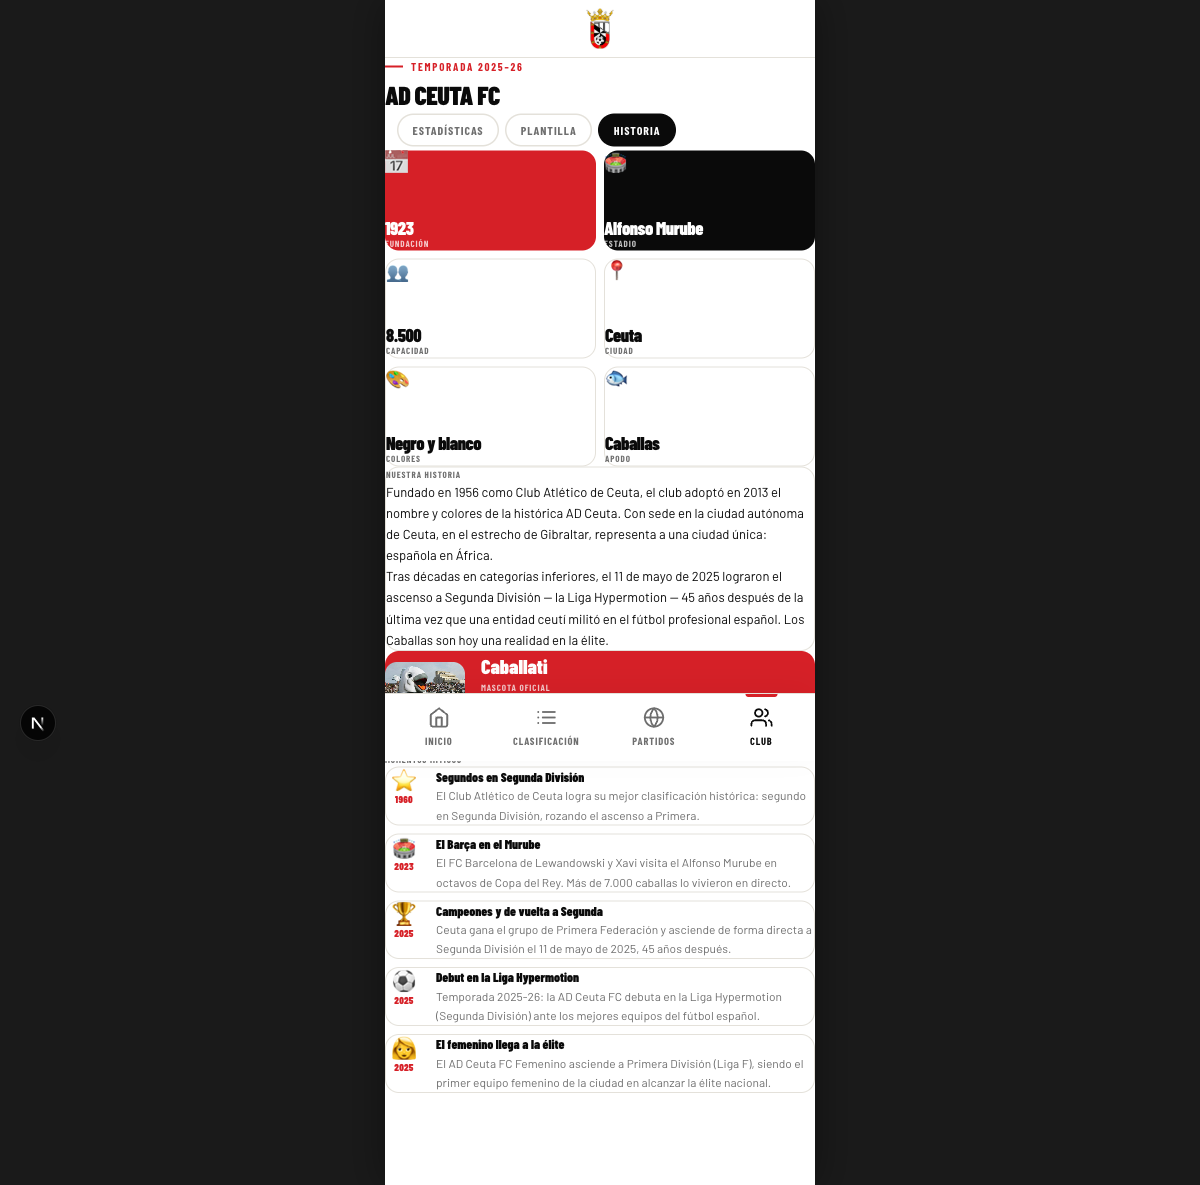 TEMPORADA 2025-26
AD CEUTA FC
ESTADÍSTICAS
PLANTILLA
HISTORIA
17
1923
FUNDACIÓN
Alfonso Murube
ESTADIO
8.500
CAPACIDAD
Ceuta
CIUDAD
Negro y blanco
COLORES
Caballas
APODO
NUESTRA HISTORIA
Fundado en 1956 como Club Atlético de Ceuta, el club adoptó en 2013 el
nombre y colores de la histórica AD Ceuta. Con sede en la ciudad autónoma
de Ceuta, en el estrecho de Gibraltar, representa a una ciudad única:
española en África.
Tras décadas en categorías inferiores, el 11 de mayo de 2025 lograron el
ascenso a Segunda División — la Liga Hypermotion — 45 años después de la
última vez que una entidad ceutí militó en el fútbol profesional español. Los
Caballas son hoy una realidad en la élite.
Caballati
MASCOTA OFICIAL
N
INICIO
CLASIFICACIÓN
PARTIDOS
CLUB
Segundos en Segunda División
1960
El Club Atlético de Ceuta logra su mejor clasificación histórica: segundo
en Segunda División, rozando el ascenso a Primera.
El Barça en el Murube
2023
El FC Barcelona de Lewandowski y Xavi visita el Alfonso Murube en
octavos de Copa del Rey. Más de 7.000 caballas lo vivieron en directo.
Campeones y de vuelta a Segunda
2025
Ceuta gana el grupo de Primera Federación y asciende de forma directa a
Segunda División el 11 de mayo de 2025, 45 años después.
Debut en la Liga Hypermotion
2025
Temporada 2025-26: la AD Ceuta FC debuta en la Liga Hypermotion
(Segunda División) ante los mejores equipos del fútbol español.
El femenino llega a la élite
2025
El AD Ceuta FC Femenino asciende a Primera División (Liga F), siendo el
primer equipo femenino de la ciudad en alcanzar la élite nacional.